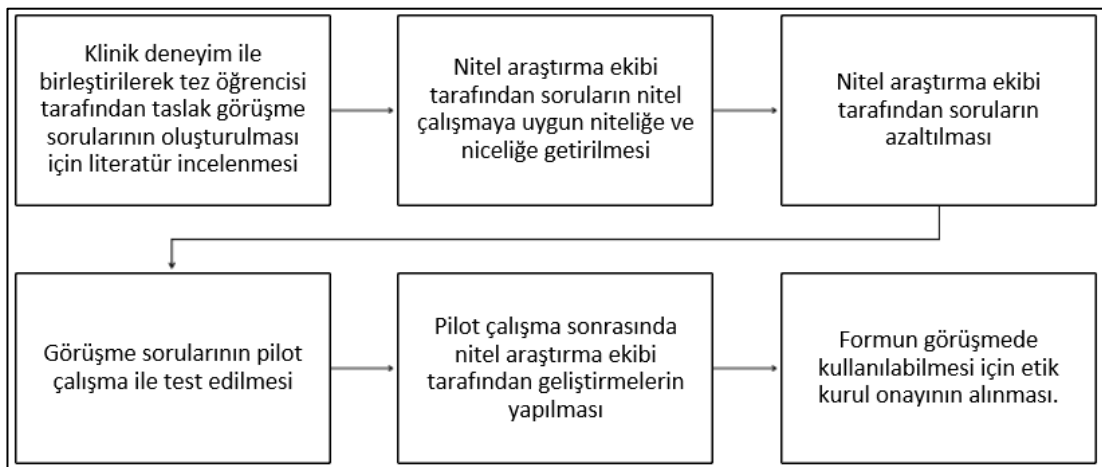 Klinik deneyim ile
birleştirilerek tez öğrencisi
tarafından taslak görüşme
sorularının oluşturulması
için literatür incelenmesi
Nitel araştırma ekibi
tarafından soruların nitel
çalışmaya uygun niteliğe ve
niceliğe getirilmesi
Nitel araştırma ekibi
tarafından soruların
azaltılması
Görüşme sorularının pilot
çalışma ile test edilmesi
Pilot çalışma sonrasında
nitel araştırma ekibi
tarafından geliştirmelerin
yapılması
Formun görüşmede
kullanılabilmesi için etik
kurul onayının alınması.